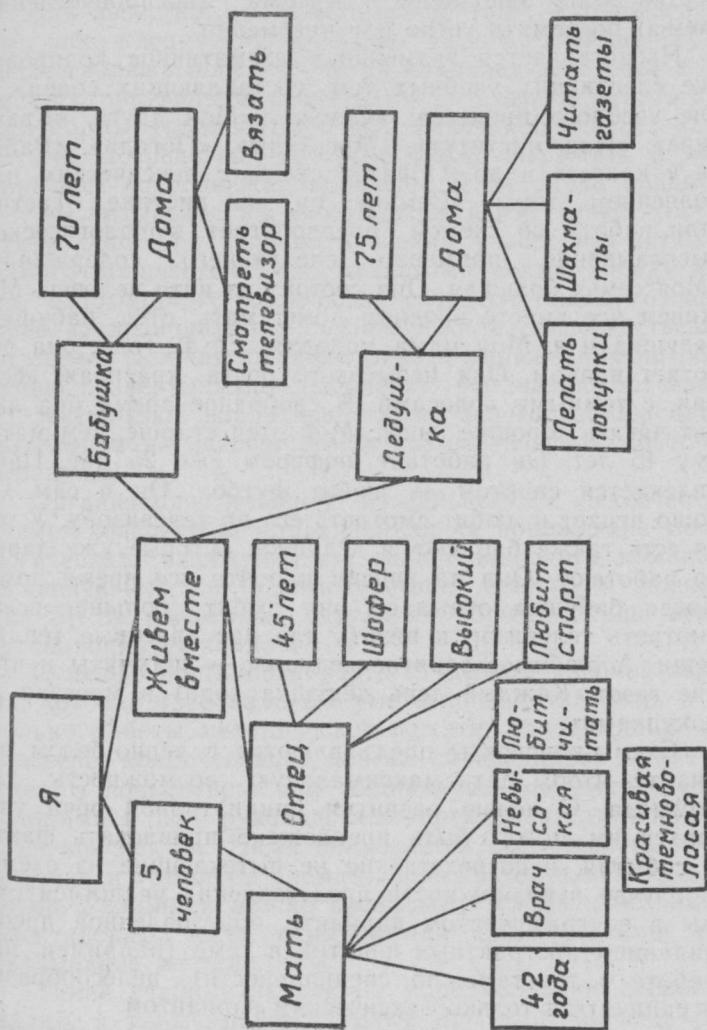 Я
5
человек
Живем
вместе
Мать
Отец
Бабушка
Дедуш-
ка
42
года
Врач
Невы-
со-
кая
Лю-
бит
чи-
тать
Красивая
темново-
лосая
45 лет
Шофер
Высокий
Любит
спорт
70 лет
Дома
Смотреть
телевизор
Вязать
75 лет
Дома
Делать
покупки
Шахма-
ты
Читать
газеты